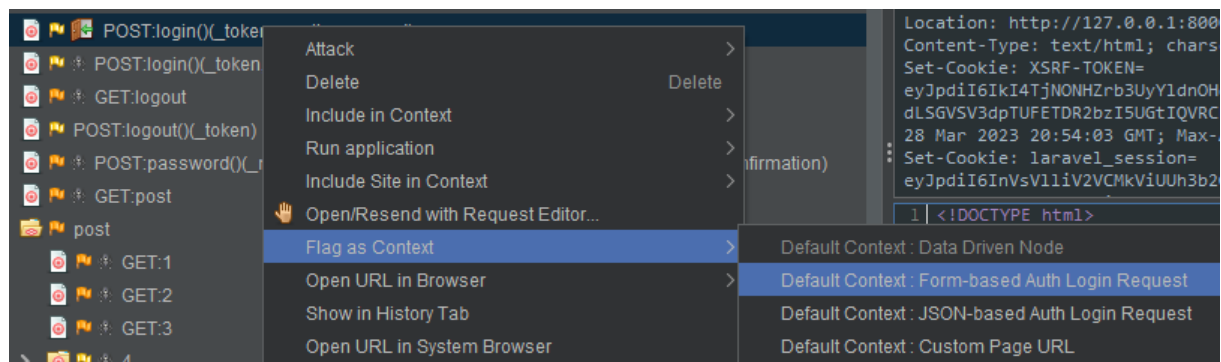 POST:login()(_token
POST:login()(_token
GET:logout
POST:logout()(_token)
POST:password()(_
nfirmation)
GET:post
post
GET:1
GET:2
GET:3
4
Attack
Delete Delete
Include in Context
Run application
Include Site in Context
Open/Resend with Request Editor...
Flag as Context
Open URL in Browser
Show in History Tab
Open URL in System Browser
Default Context : Data Driven Node
Default Context : Form-based Auth Login Request
Default Context : JSON-based Auth Login Request
Default Context : Custom Page URL
Location: http://127.0.0.1:800
Content-Type: text/html; chars
Set-Cookie: XSRF-TOKEN=
28 Mar 2023 20:54:03 GMT; Max-
Set-Cookie: laravel_session=
1 <!DOCTYPE html>